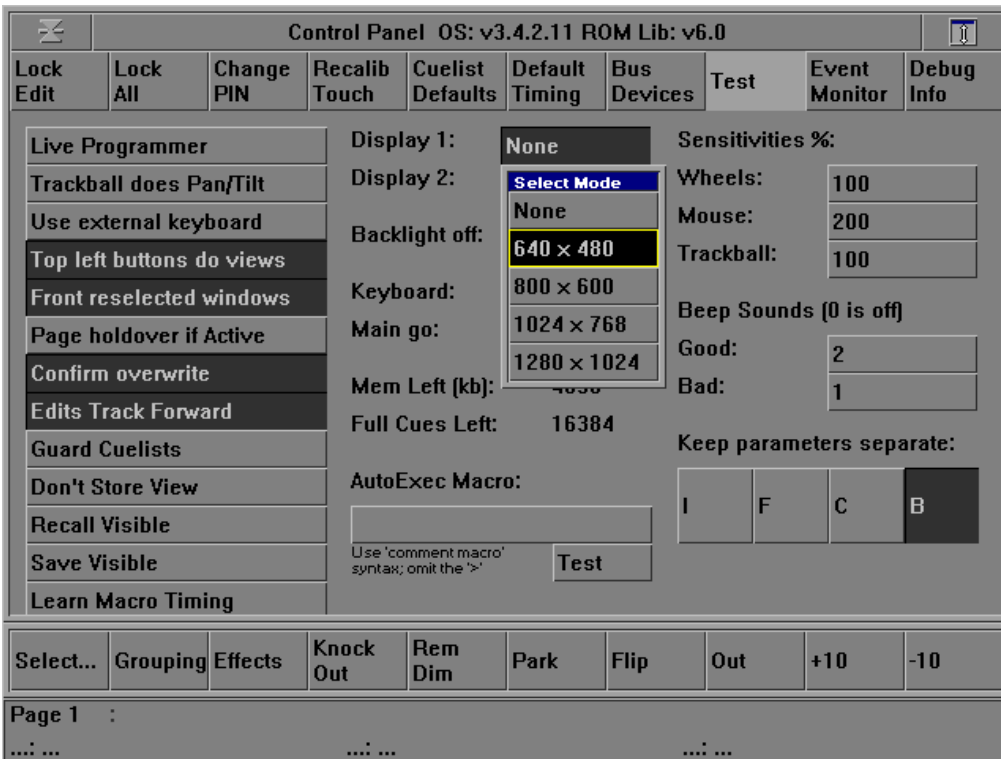 Control Panel OS: v3.4.2.11 ROM Lib: v6.0
Lock Edit
Lock All
Change PIN
Recalib Touch
Cuelist Defaults
Default Timing
Bus Devices
Test
Event Monitor
Debug Info
Live Programmer
Trackball does Pan/Tilt
Use external keyboard
Top left buttons do views
Front reselected windows
Page holdover if Active
Confirm overwrite
Edits Track Forward
Guard Cuelists
Don't Store View
Recall Visible
Save Visible
Learn Macro Timing
Display 1:
None
Display 2:
Select Mode
None
640 × 480
800 × 600
1024 × 768
1280 × 1024
Backlight off:
Keyboard:
Main go:
Mem Left (kb):
Full Cues Left: 16384
AutoExec Macro:
Use 'comment macro'
syntax; omit the '>'
Test
Sensitivities %:
Wheels: 100
Mouse: 200
Trackball: 100
Beep Sounds (0 is off)
Good: 2
Bad: 1
Keep parameters separate:
I F C B
Select...
Grouping
Effects
Knock Out
Rem Dim
Park
Flip
Out
+10
-10
Page 1 :
...: ... ...: ... ...: ...